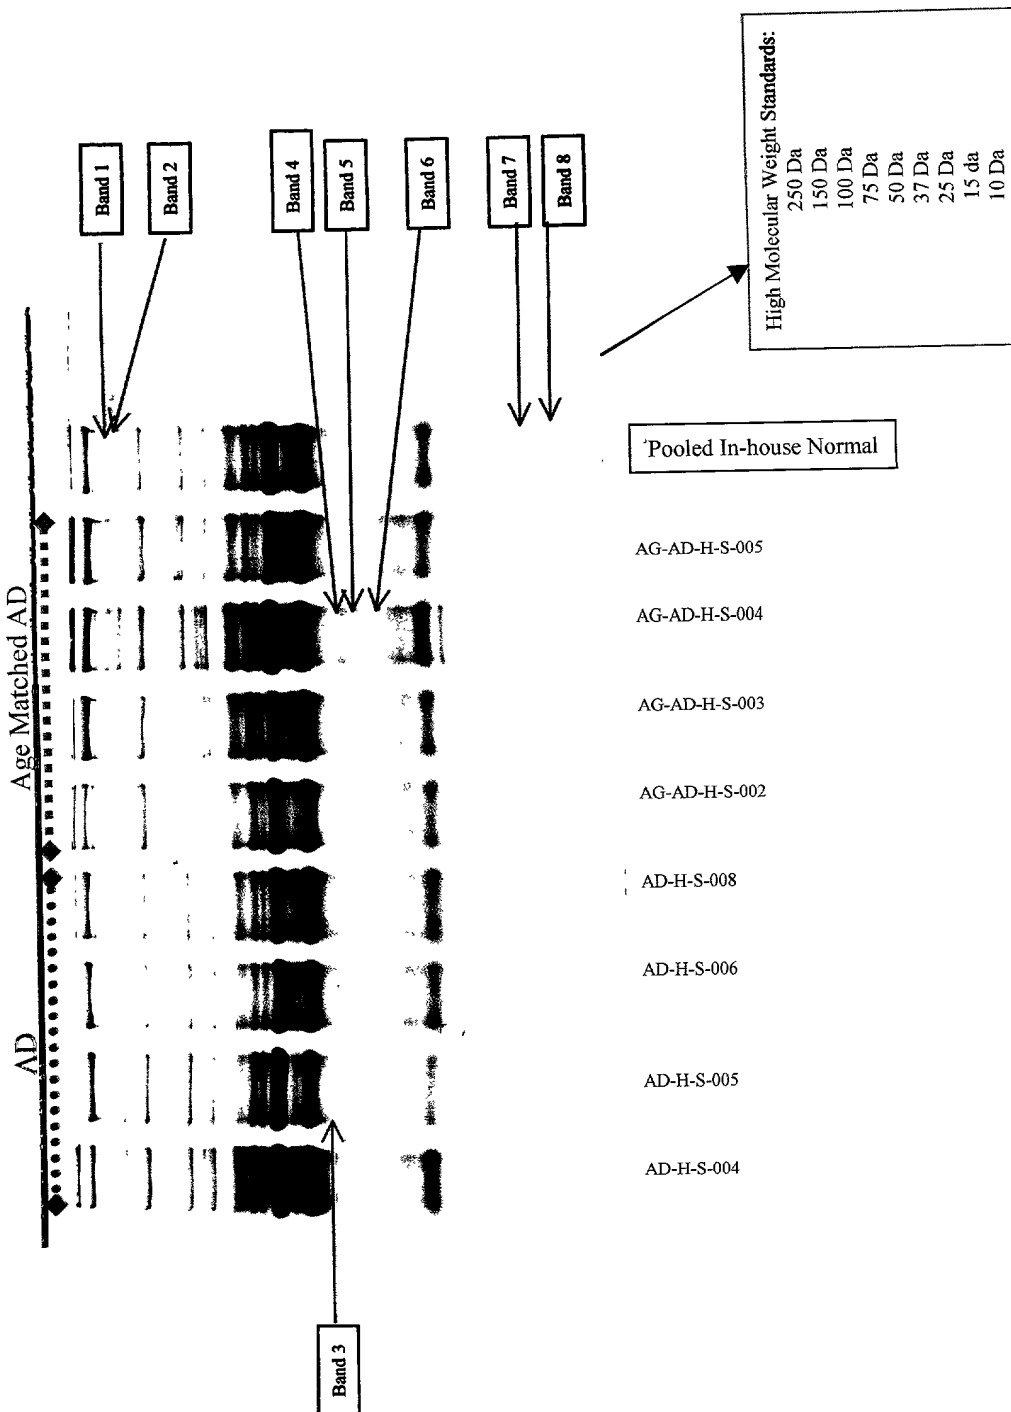 AD
Age Matched AD
Band 1
Band 2
Band 4
Band 5
Band 6
Band 7
Band 8
Band 3
High Molecular Weight Standards:
250 Da
150 Da
100 Da
75 Da
50 Da
37 Da
25 Da
15 da
10 Da
Pooled In-house Normal
AG-AD-H-S-005
AG-AD-H-S-004
AG-AD-H-S-003
AG-AD-H-S-002
AD-H-S-008
AD-H-S-006
AD-H-S-005
AD-H-S-004